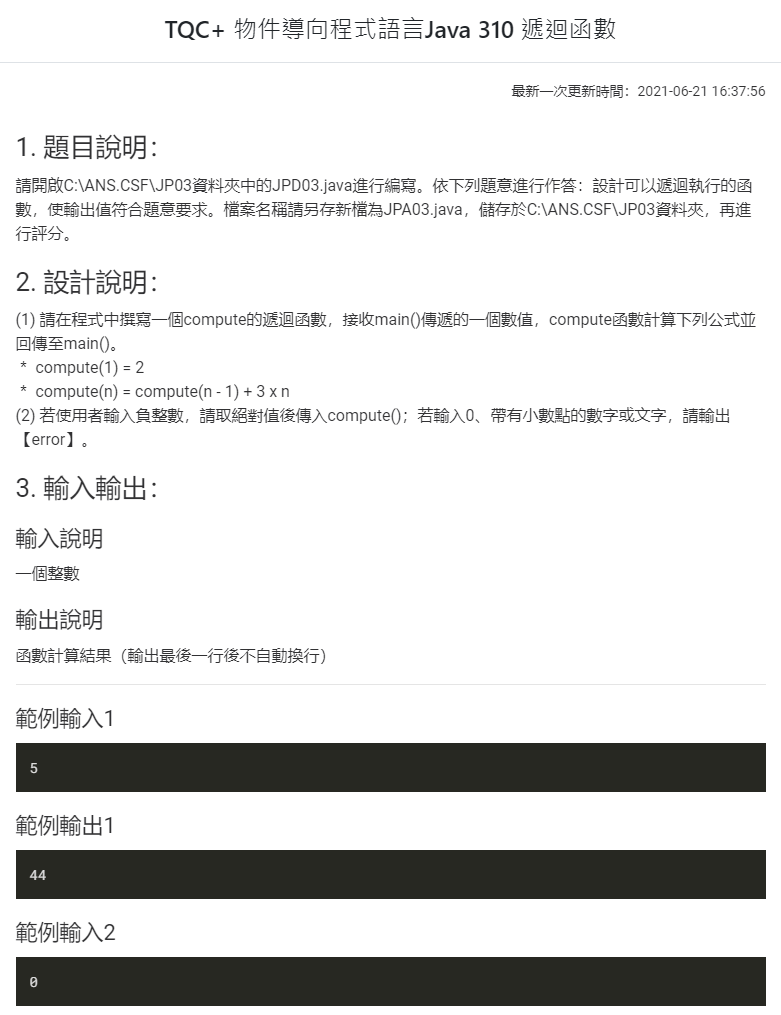 TQC+ 物件導向程式語言Java 310 遞迴函數
最新一次更新時間：2021-06-21 16:37:56
1. 題目說明：
請開啟C:\ANS.CSF\JP03資料夾中的JPD03.java進行編寫。依下列題意進行作答：設計可以遞迴執行的函
數，使輸出值符合題意要求。檔案名稱請另存新檔為JPA03.java，儲存於C:\ANS.CSF\JP03資料夾，再進
行評分。
2. 設計說明：
(1) 請在程式中撰寫一個compute的遞迴函數，接收main()傳遞的一個數值，compute函數計算下列公式並
回傳至main()。
* compute(1) = 2
* compute(n) = compute(n - 1) + 3 x n
(2) 若使用者輸入負整數，請取絕對值後傳入compute()；若輸入0、帶有小數點的數字或文字，請輸出
【error】。
3. 輸入輸出：
輸入說明
一個整數
輸出說明
函數計算結果（輸出最後一行後不自動換行）
範例輸入1
5
範例輸出1
44
範例輸入2
0